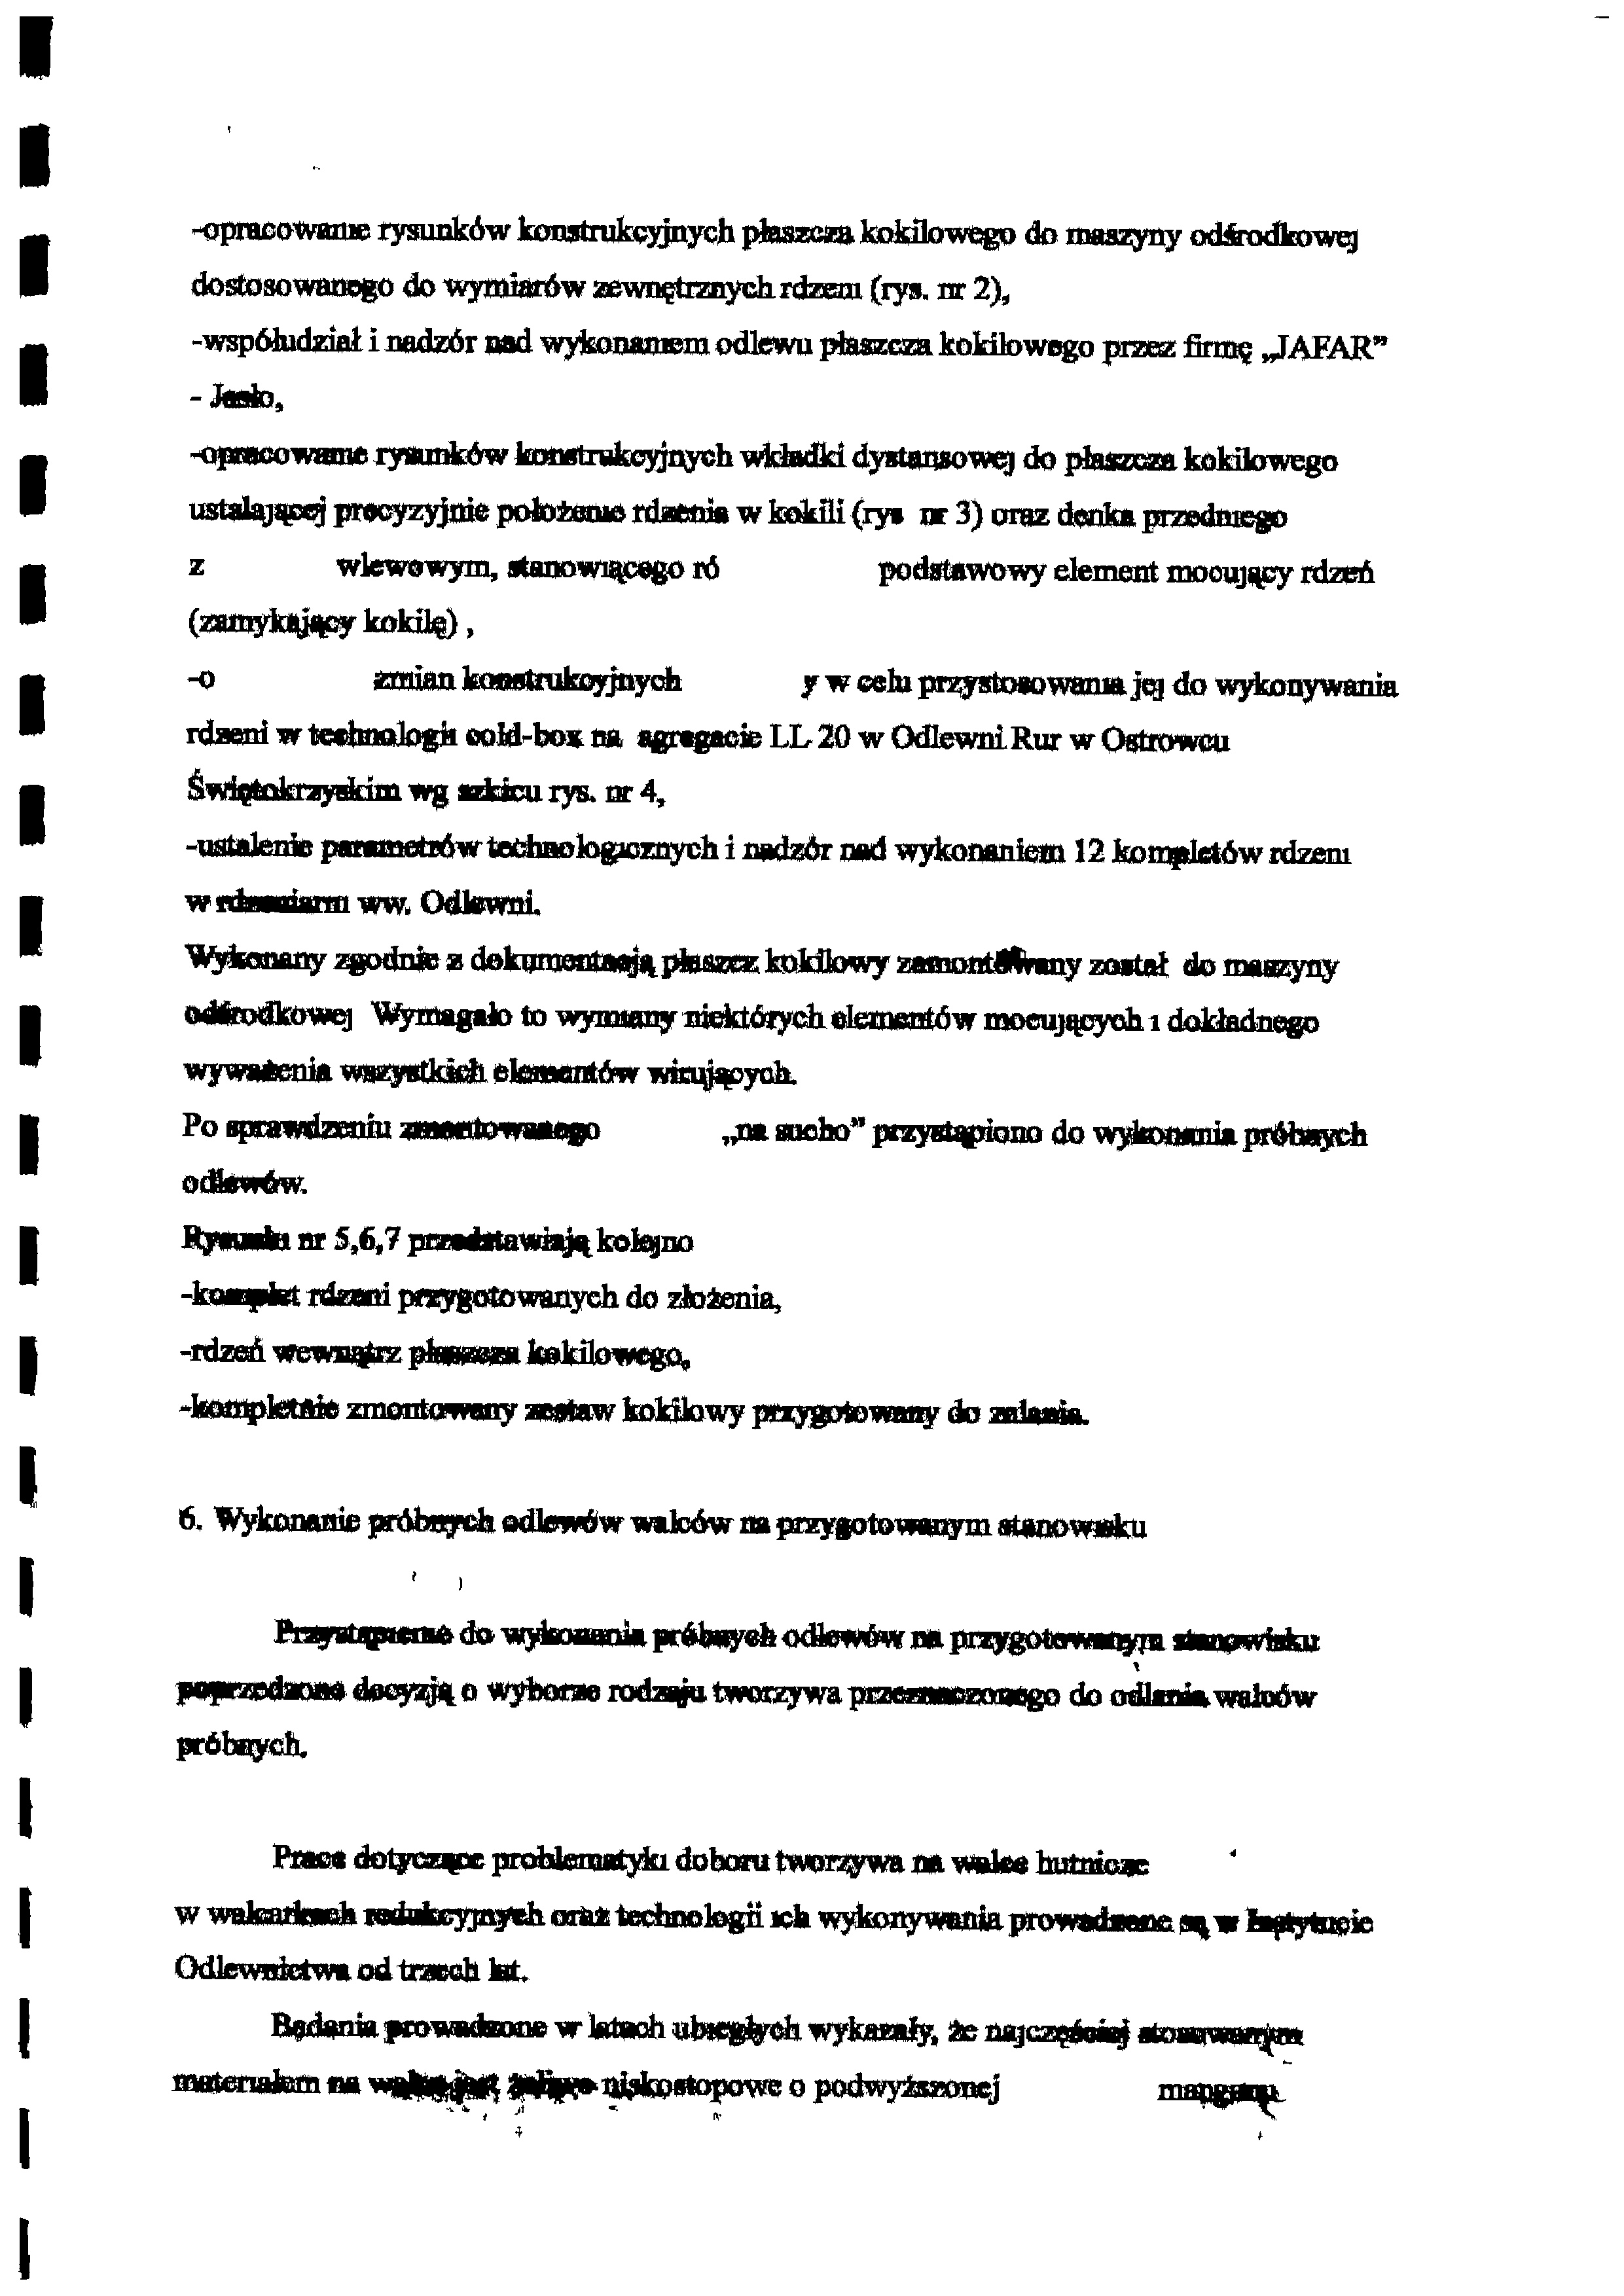 -opracowanie rysunków konstrukcyjnych płaszcza kokilowego do maszyny odśrodkowej
dostosowanego do wymiarów zewnętrznych rdzeni (rys. nr 2),
-współudział i nadzór nad wykonaniem odlewu płaszcza kokilowego przez firmę „JAFAR”
- Jasło,
-opracowanie rysunków konstrukcyjnych wkładki dystansowej do płaszcza kokilowego
ustalającej precyzyjnie położenie rdzenia w kokili (rys nr 3) oraz denka przedniego
z wlewowym, stanowiącego ró podstawowy element mocujący rdzeń
(zamykający kokilę) ,
-o zmian konstrukcyjnych y w celu przystosowania jej do wykonywania
rdzeni w technologii cold-box na agregacie LL 20 w Odlewni Rur w Ostrowcu
Świętokrzyskim wg szkicu rys. nr 4,
-ustalenie parametrów technologicznych i nadzór nad wykonaniem 12 kompletów rdzeni
w rdzeniarni ww. Odlewni.
Wykonany zgodnie z dokumentacją płaszcz kokilowy zamontowany został do maszyny
odśrodkowej Wymagało to wymiany niektórych elementów mocujących i dokładnego
wyważenia wszystkich elementów wirujących.
Po sprawdzeniu zmontowanego „na sucho” przystąpiono do wykonania próbnych
odlewów.
Rysunki nr 5,6,7 przedstawiają kolejno
-komplet rdzeni przygotowanych do złożenia,
-rdzeń wewnątrz płaszcza kokilowego,
-kompletnie zmontowany zestaw kokilowy przygotowany do zalania.
6. Wykonanie próbnych odlewów walców na przygotowanym stanowisku
Przystąpienie do wykonania próbnych odlewów na przygotowanym stanowisku
poprzedzono decyzją o wyborze rodzaju tworzywa przeznaczonego do odlania walców
próbnych.
Prace dotyczące problematyki doboru tworzywa na walce hutnicze
w walcarkach redukcyjnych oraz technologii ich wykonywania prowadzone są w Instytucie
Odlewnictwa od trzech lat.
Badania prowadzone w latach ubiegłych wykazały, że najczęściej stosowanym
materiałem na walce jest żeliwo niskostopowe o podwyższonej manganu